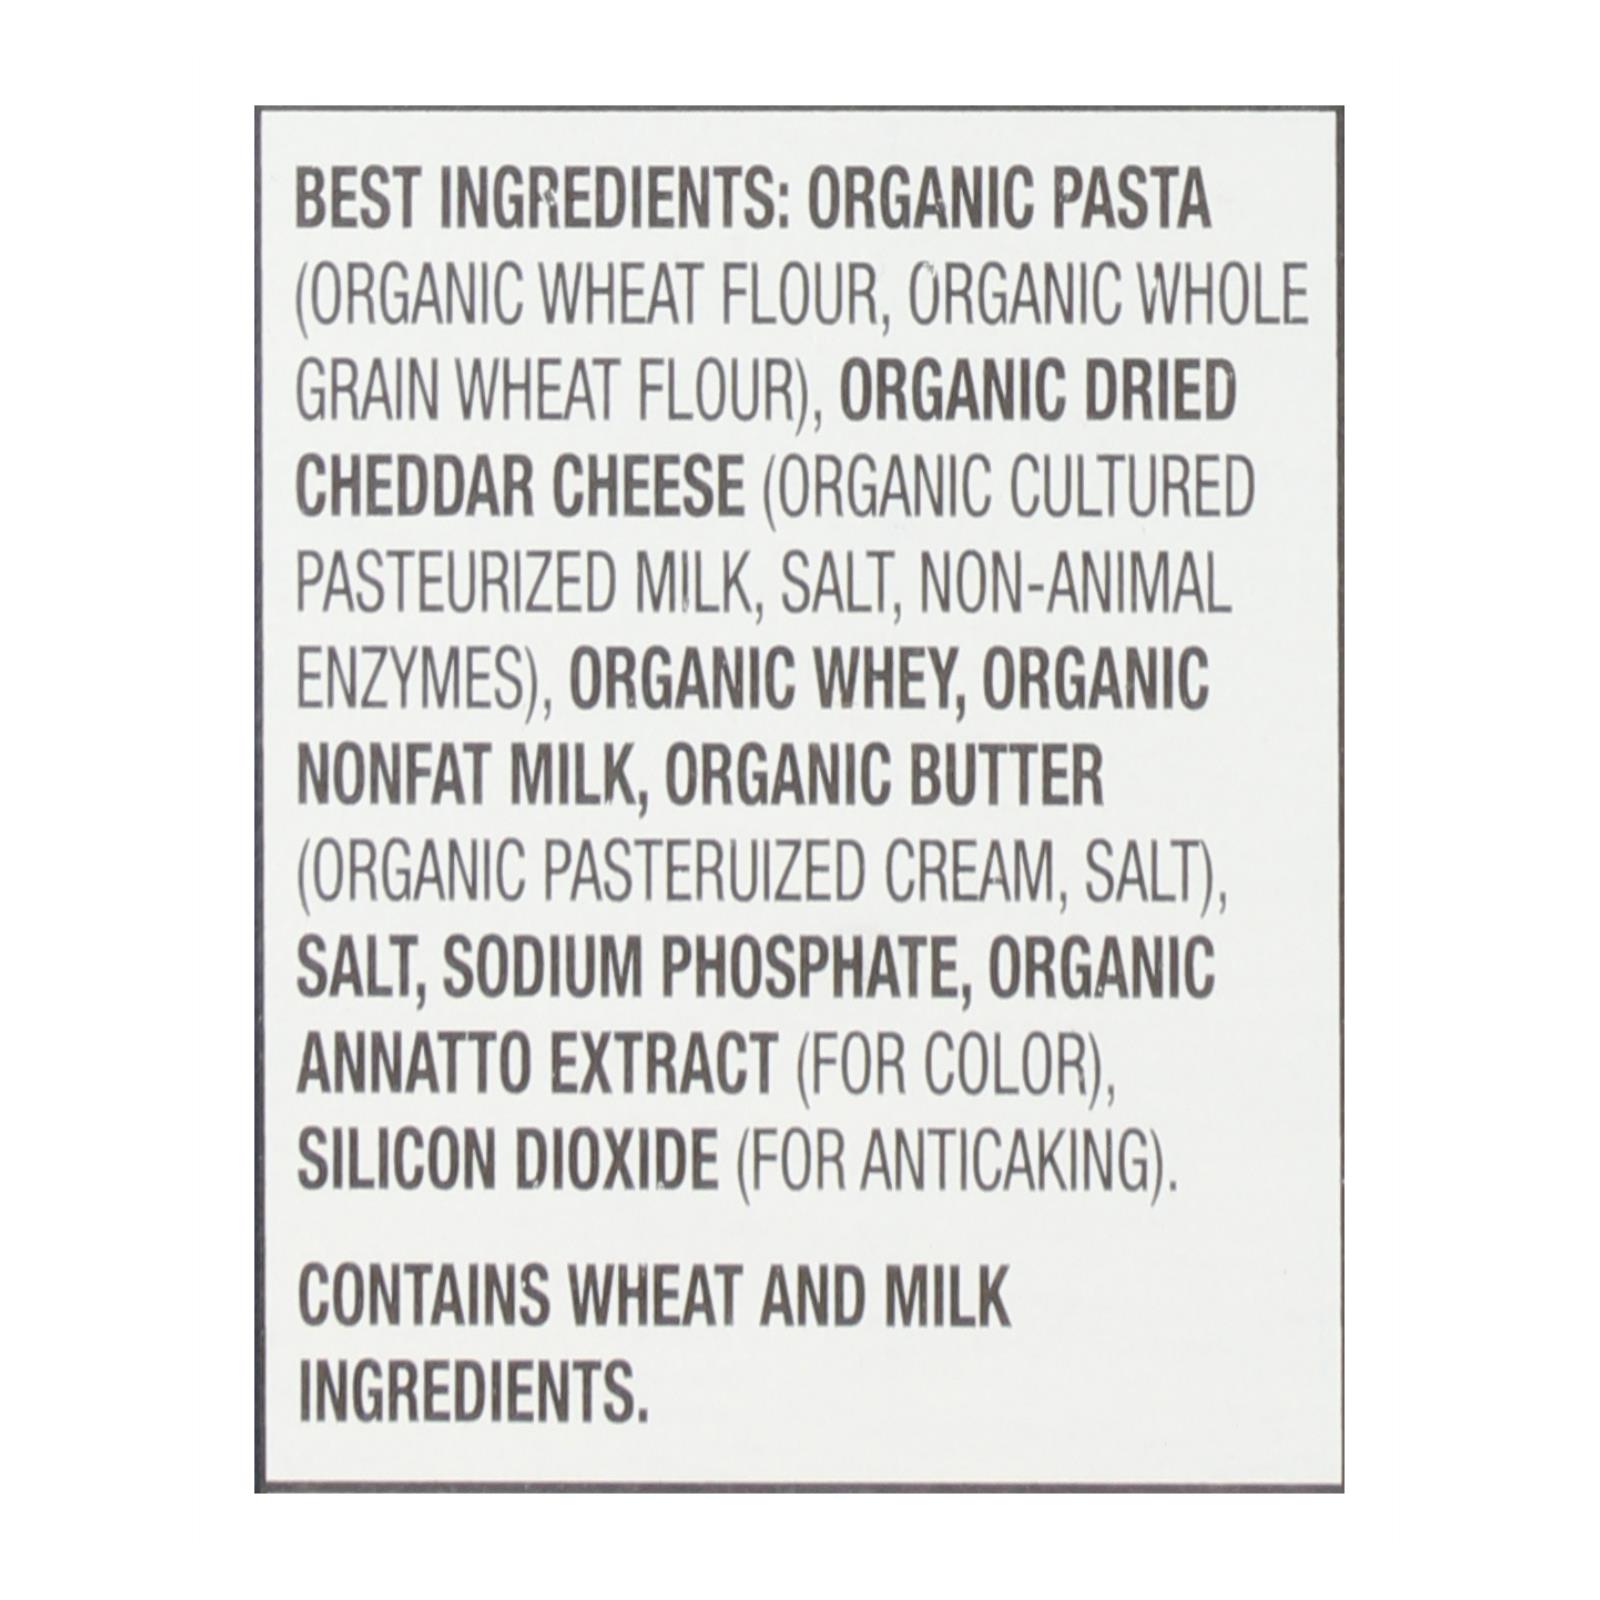 BEST INGREDIENTS: ORGANIC PASTA
(ORGANIC WHEAT FLOUR, ORGANIC WHOLE
GRAIN WHEAT FLOUR), ORGANIC DRIED
CHEDDAR CHEESE (ORGANIC CULTURED
PASTEURIZED MILK, SALT, NON-ANIMAL
ENZYMES), ORGANIC WHEY, ORGANIC
NONFAT MILK, ORGANIC BUTTER
(ORGANIC PASTERUIZED CREAM, SALT),
SALT, SODIUM PHOSPHATE, ORGANIC
ANNATTO EXTRACT (FOR COLOR),
SILICON DIOXIDE (FOR ANTICAKING).
CONTAINS WHEAT AND MILK
INGREDIENTS.